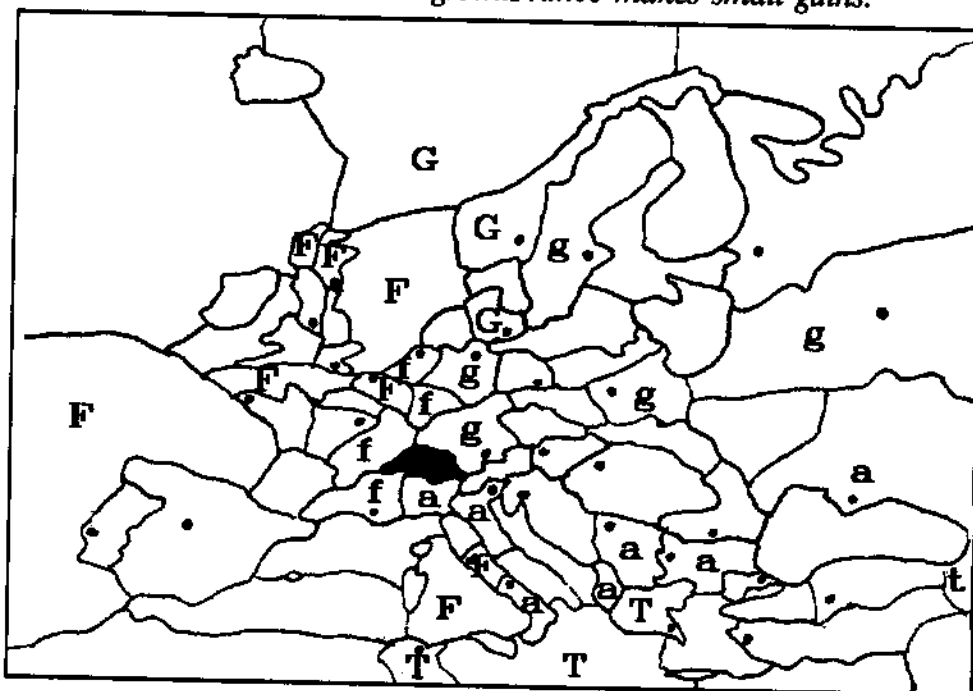 makes small gains.
G
G
F F g
F
G g
F f g
F f g
F g
f a
f a a
a a
F a a t
F T
T T